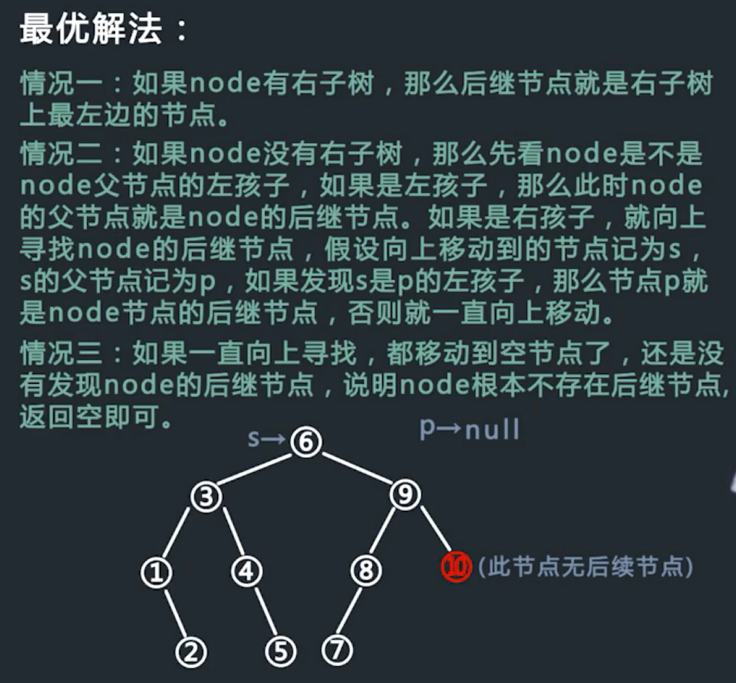 最优解法：
情况一：如果node有右子树，那么后继节点就是右子树
上最左边的节点。
情况二：如果node没有右子树，那么先看node是不是
node父节点的左孩子，如果是左孩子，那么此时node
的父节点就是node的后继节点。如果是右孩子，就向上
寻找node的后继节点，假设向上移动到的节点记为s，
s的父节点记为p，如果发现s是p的左孩子，那么节点p就
是node节点的后继节点，否则就一直向上移动。
情况三：如果一直向上寻找，都移动到空节点了，还是没
有发现node的后继节点，说明node根本不存在后继节点,
返回空即可。
s→⑥ p→null
③ ⑨
① ④ ⑧ ⑩(此节点无后续节点)
② ⑤ ⑦